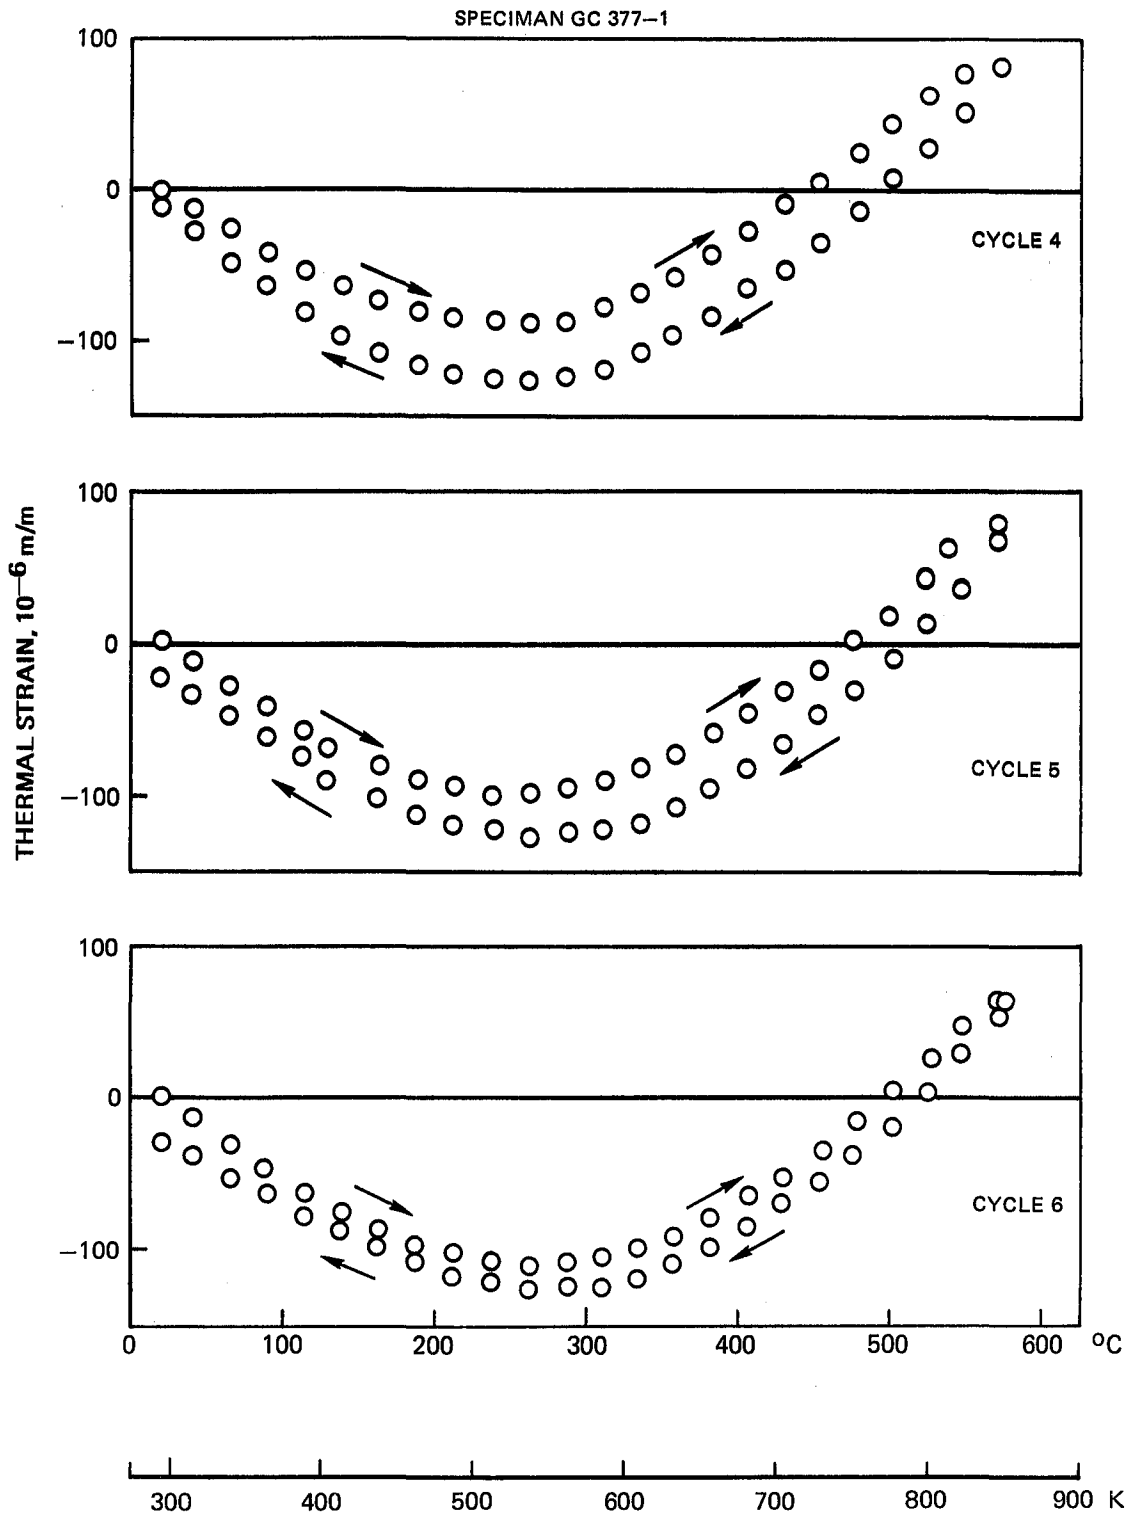 SPECIMAN GC 377–1
100
0
–100
CYCLE 4
THERMAL STRAIN, 10–6 m/m
100
0
–100
CYCLE 5
100
0
–100
CYCLE 6
0 100 200 300 400 500 600 °C
300 400 500 600 700 800 900 K